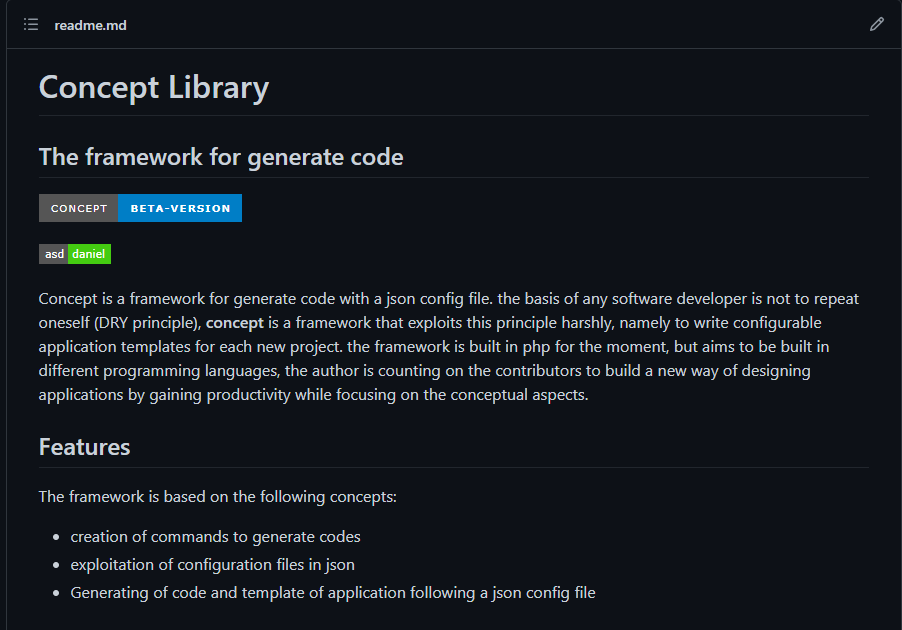 readme.md
Concept Library
The framework for generate code
CONCEPT BETA-VERSION
asd daniel
Concept is a framework for generate code with a json config file. the basis of any software developer is not to repeat
oneself (DRY principle), concept is a framework that exploits this principle harshly, namely to write configurable
application templates for each new project. the framework is built in php for the moment, but aims to be built in
different programming languages, the author is counting on the contributors to build a new way of designing
applications by gaining productivity while focusing on the conceptual aspects.
Features
The framework is based on the following concepts:
creation of commands to generate codes
exploitation of configuration files in json
Generating of code and template of application following a json config file